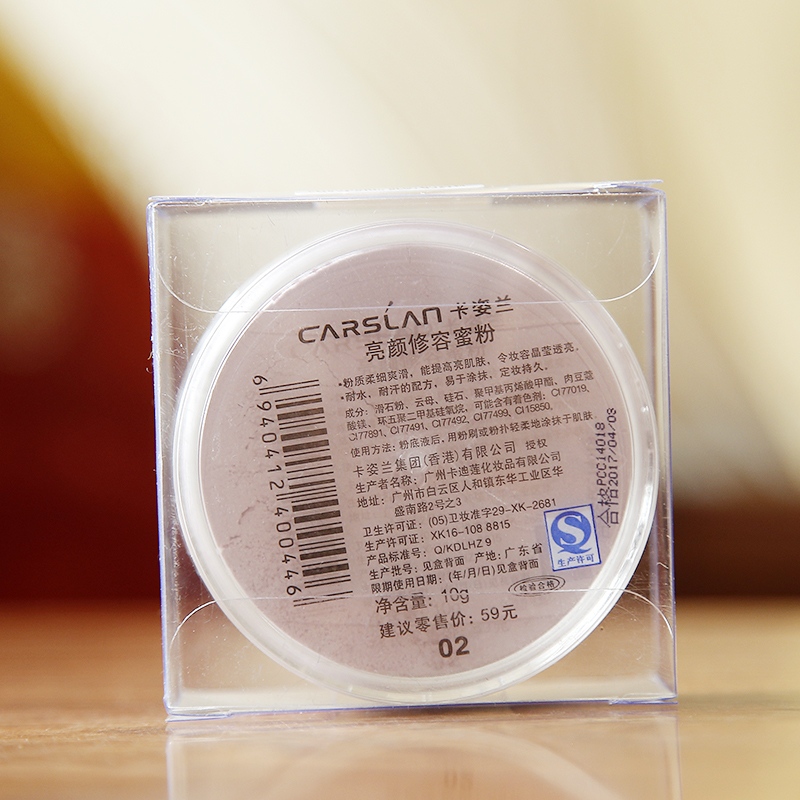 CARSLAN 卡姿兰
亮颜修容蜜粉
•粉质柔细爽滑，能提高亮肌肤，令妆容晶莹透亮。
•耐水，耐汗的配方，易于涂抹，定妆持久。
成分：滑石粉、云母、硅石、聚甲基丙烯酸甲酯、肉豆蔻
酸镁、环五聚二甲基硅氧烷，可能含有着色剂：CI77019,
CI77891, CI77491, CI77492, CI77499, CI15850,
使用方法：粉底液后，用粉刷或粉扑轻柔地涂抹于肌肤
卡姿兰集团(香港)有限公司 授权
生产者名称：广州卡迪莲化妆品有限公司
地址：广州市白云区人和镇东华工业区华
盛南路2号之3
卫生许可证：(05)卫妆准字29-XK-2681
生产许可证：XK16-108 8815
产品标准号：Q/KDLHZ 9
生产批号：见盒背面 产地：广东省
限期使用日期：(年/月/日)见盒背面
净含量：10g
建议零售价：59元
02
6 940412 400446
合格PCC14018
2017/04/03
生产许可
检验合格